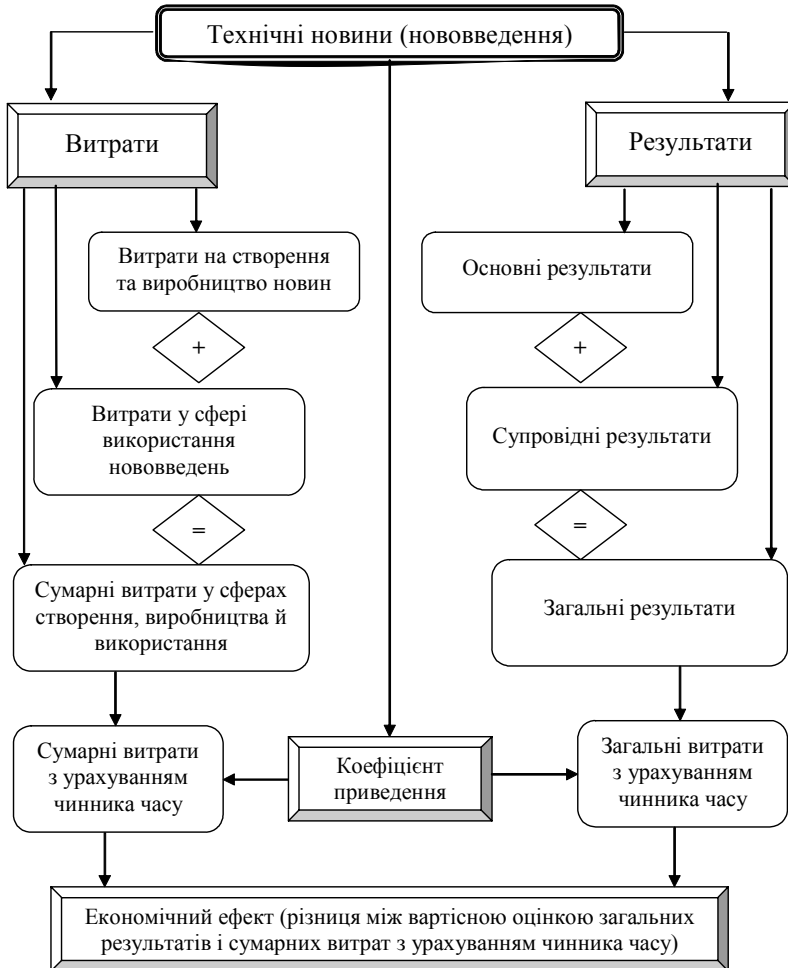 Технічні новини (нововведення)
Витрати
Результати
Витрати на створення
та виробництво новин
Основні результати
+
+
Витрати у сфері
використання
нововведень
Супровідні результати
=
=
Сумарні витрати у сферах
створення, виробництва й
використання
Загальні результати
Сумарні витрати
з урахуванням
чинника часу
Коефіцієнт
приведення
Загальні витрати
з урахуванням
чинника часу
Економічний ефект (різниця між вартісною оцінкою загальних
результатів і сумарних витрат з урахуванням чинника часу)